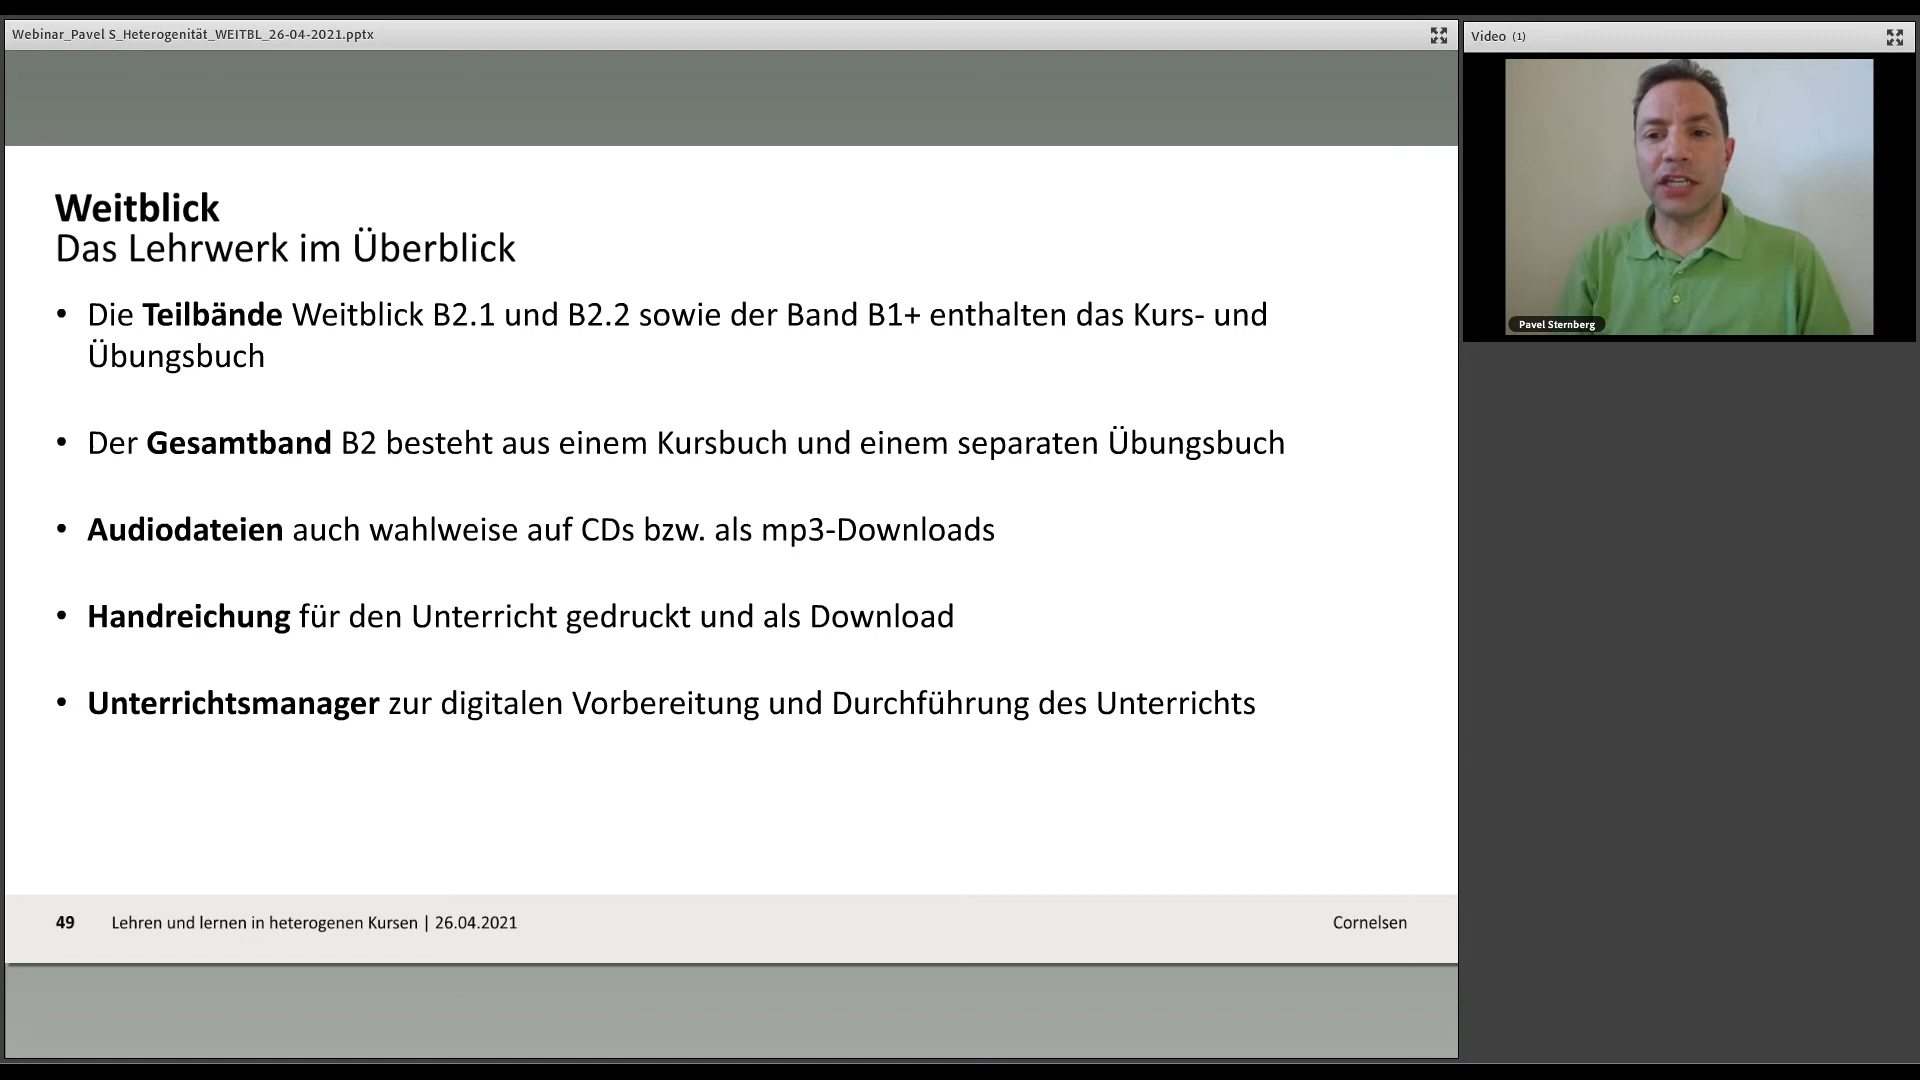 Webinar_Pavel S_Heterogenität_WEITBL_26-04-2021.pptx
Video (1)
Pavel Sternberg
Weitblick
Das Lehrwerk im Überblick
• Die Teilbände Weitblick B2.1 und B2.2 sowie der Band B1+ enthalten das Kurs- und
Übungsbuch
• Der Gesamtband B2 besteht aus einem Kursbuch und einem separaten Übungsbuch
• Audiodateien auch wahlweise auf CDs bzw. als mp3-Downloads
• Handreichung für den Unterricht gedruckt und als Download
• Unterrichtsmanager zur digitalen Vorbereitung und Durchführung des Unterrichts
49 Lehren und lernen in heterogenen Kursen | 26.04.2021
Cornelsen